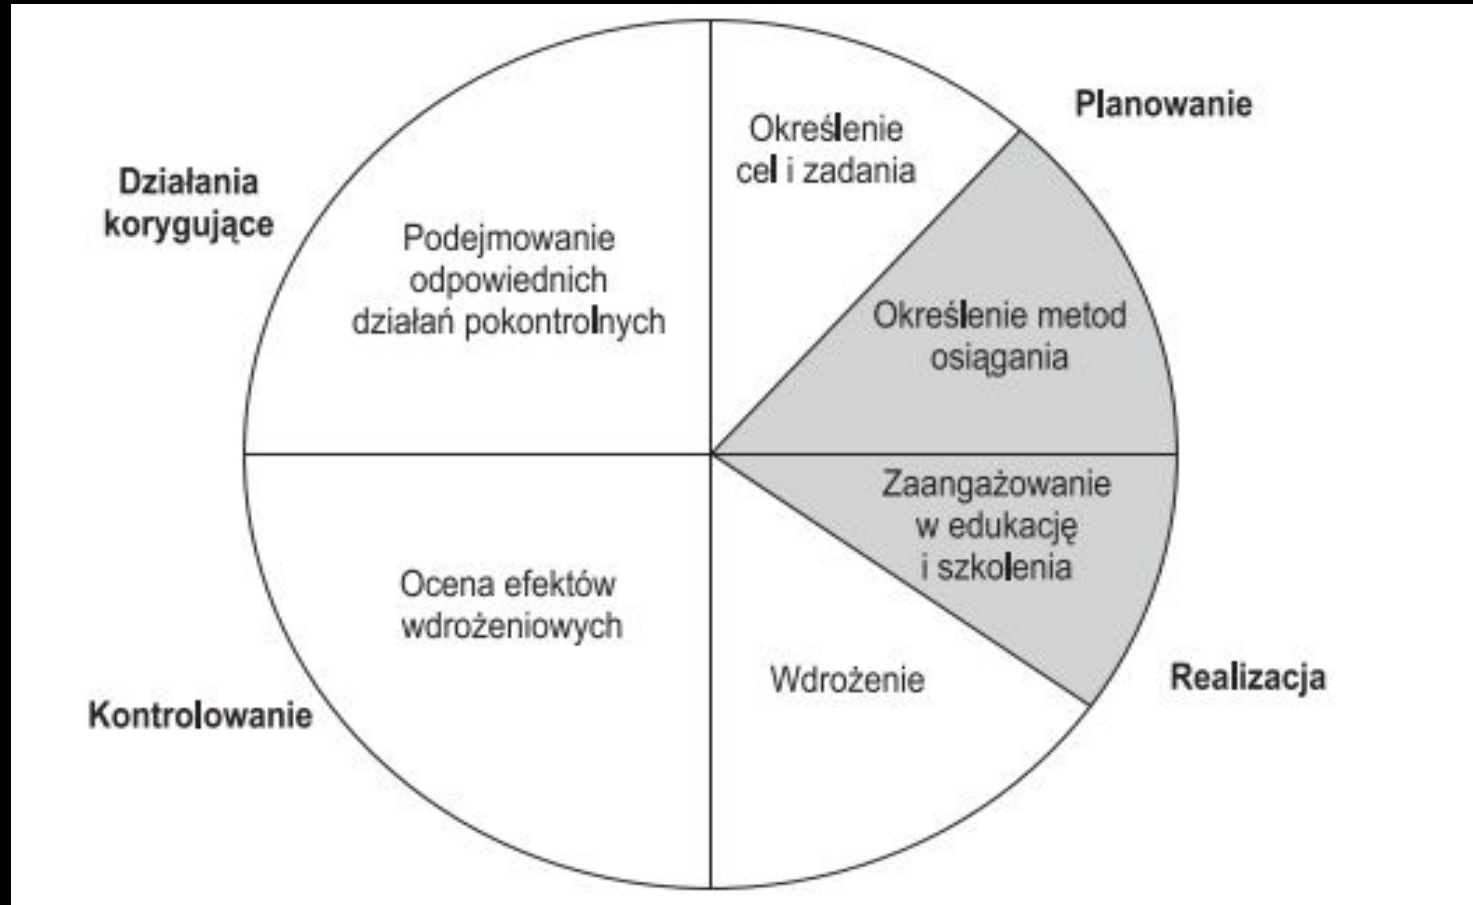 Planowanie
Określenie
cel i zadania
Określenie metod
osiągania
Zaangażowanie
w edukację
i szkolenia
Realizacja
Wdrożenie
Ocena efektów
wdrożeniowych
Kontrolowanie
Działania
korygujące
Podejmowanie
odpowiednich
działań pokontrolnych